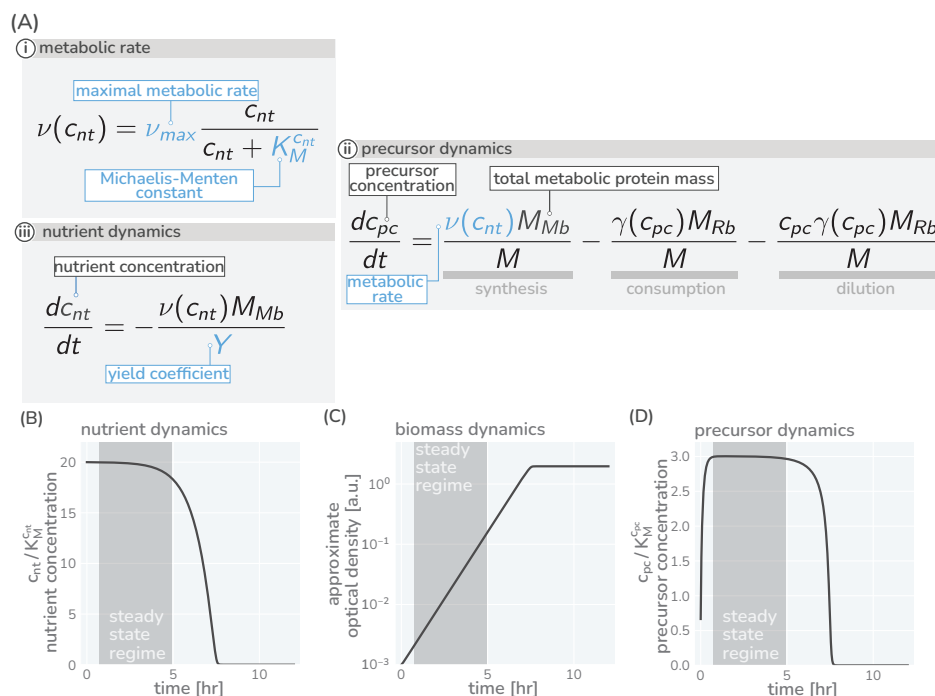 (A)
i metabolic rate
maximal metabolic rate
ν(c_nt) = ν_max c_nt / (c_nt + K_M^{c_nt})
Michaelis-Menten
constant
ii precursor dynamics
precursor
concentration
total metabolic protein mass
dc_pc/dt = ν(c_nt) M_Mb / M − γ(c_pc) M_Rb / M − c_pc γ(c_pc) M_Rb / M
metabolic
rate
synthesis
consumption
dilution
iii nutrient dynamics
nutrient concentration
dc_nt/dt = − ν(c_nt) M_Mb / Y
yield coefficient
(B)
nutrient dynamics
c_nt / K_M^{c_nt}
nutrient concentration
20
15
10
5
0
steady
state
regime
0 5 10
time [hr]
(C)
biomass dynamics
approximate
optical density [a.u.]
10^0
10^−1
10^−2
10^−3
steady
state
regime
0 5 10
time [hr]
(D)
precursor dynamics
c_pc / K_M^{c_pc}
precursor concentration
3.0
2.5
2.0
1.5
1.0
0.5
0.0
steady
state
regime
0 5 10
time [hr]